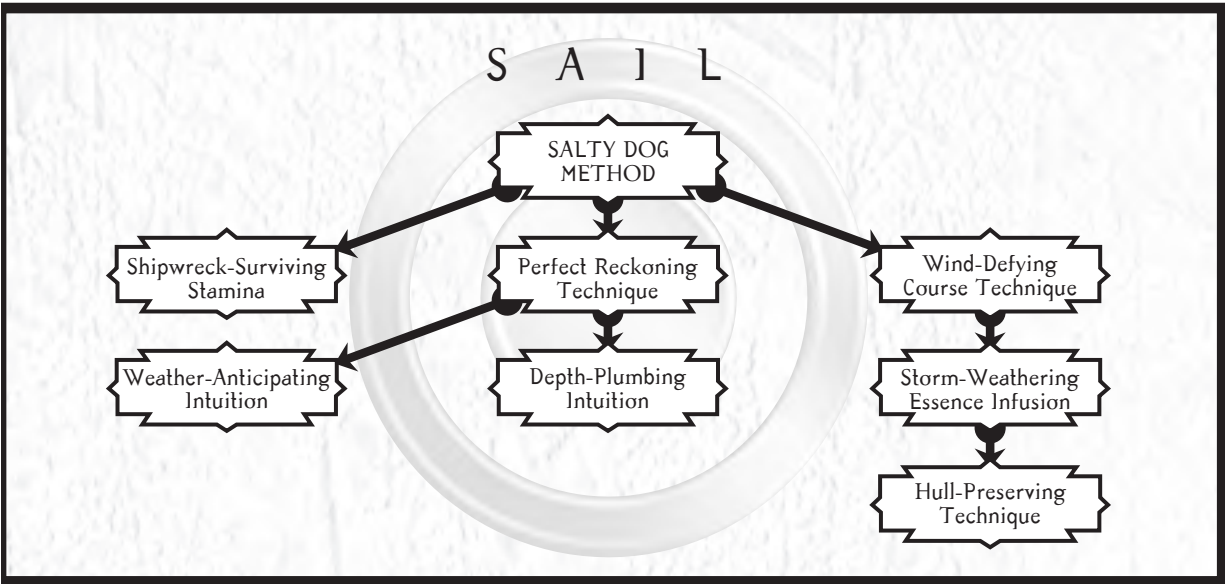 SAIL
SALTY DOG
METHOD
Shipwreck-Surviving
Stamina
Perfect Reckoning
Technique
Wind-Defying
Course Technique
Weather-Anticipating
Intuition
Depth-Plumbing
Intuition
Storm-Weathering
Essence Infusion
Hull-Preserving
Technique